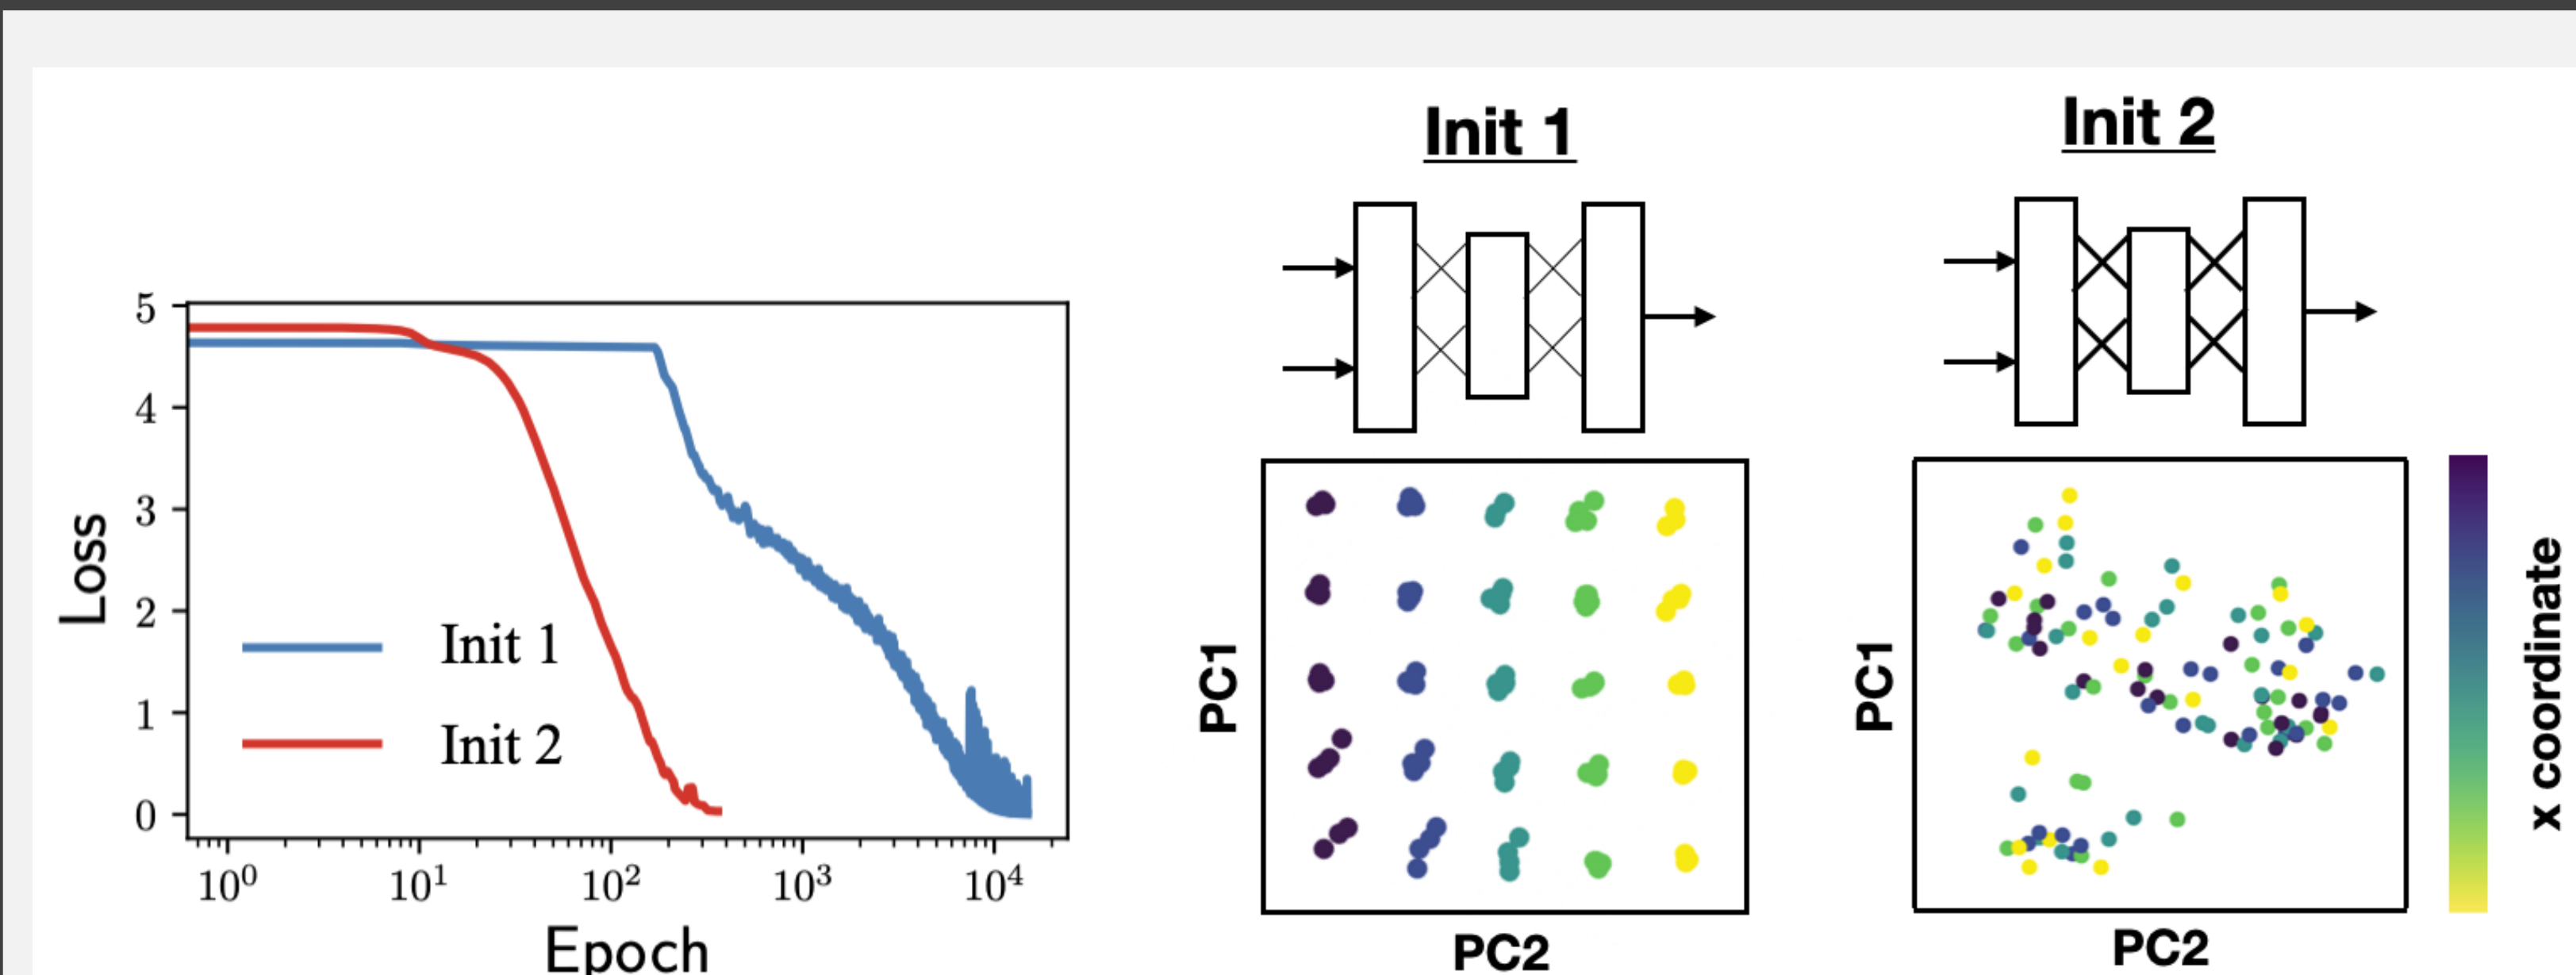 Init 1
Init 2
5
4
3
2
1
0
Loss
Init 1
Init 2
10⁰
10¹
10²
10³
10⁴
Epoch
PC1
PC2
PC1
PC2
x coordinate